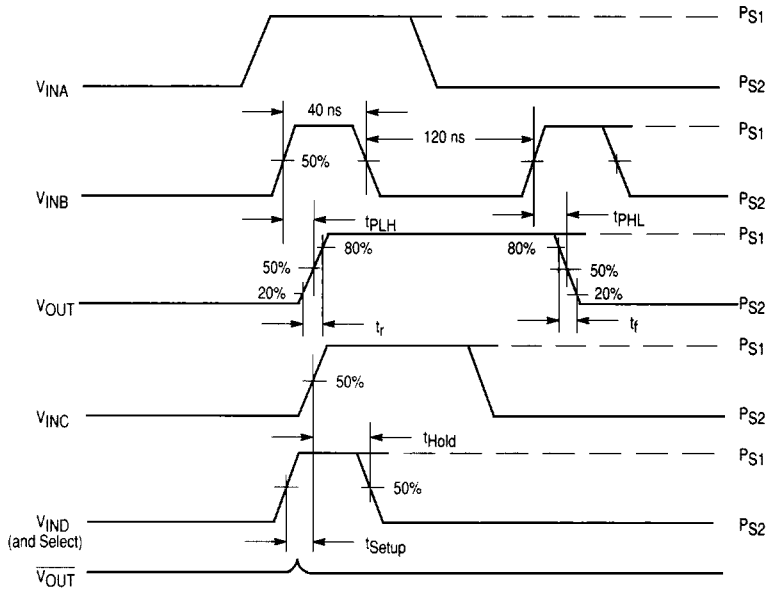 PS1
VINA
PS2
40 ns
PS1
120 ns
50%
VINB
PS2
tPLH
tPHL
PS1
80%
80%
50%
50%
20%
20%
VOUT
PS2
tr
tf
PS1
50%
VINC
PS2
tHold
PS1
50%
VIND
PS2
(and Select)
tSetup
VOUT